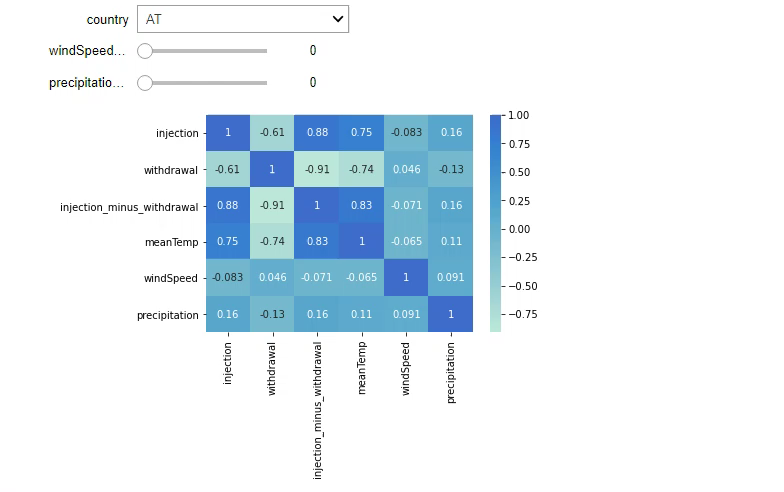 country AT
windSpeed... 0
precipitatio... 0
injection 1 -0.61 0.88 0.75 -0.083 0.16
withdrawal -0.61 1 -0.91 -0.74 0.046 -0.13
injection_minus_withdrawal 0.88 -0.91 1 0.83 -0.071 0.16
meanTemp 0.75 -0.74 0.83 1 -0.065 0.11
windSpeed -0.083 0.046 -0.071 -0.065 1 0.091
precipitation 0.16 -0.13 0.16 0.11 0.091 1
injection
withdrawal
injection_minus_withdrawal
meanTemp
windSpeed
precipitation
1.00
0.75
0.50
0.25
0.00
−0.25
−0.50
−0.75